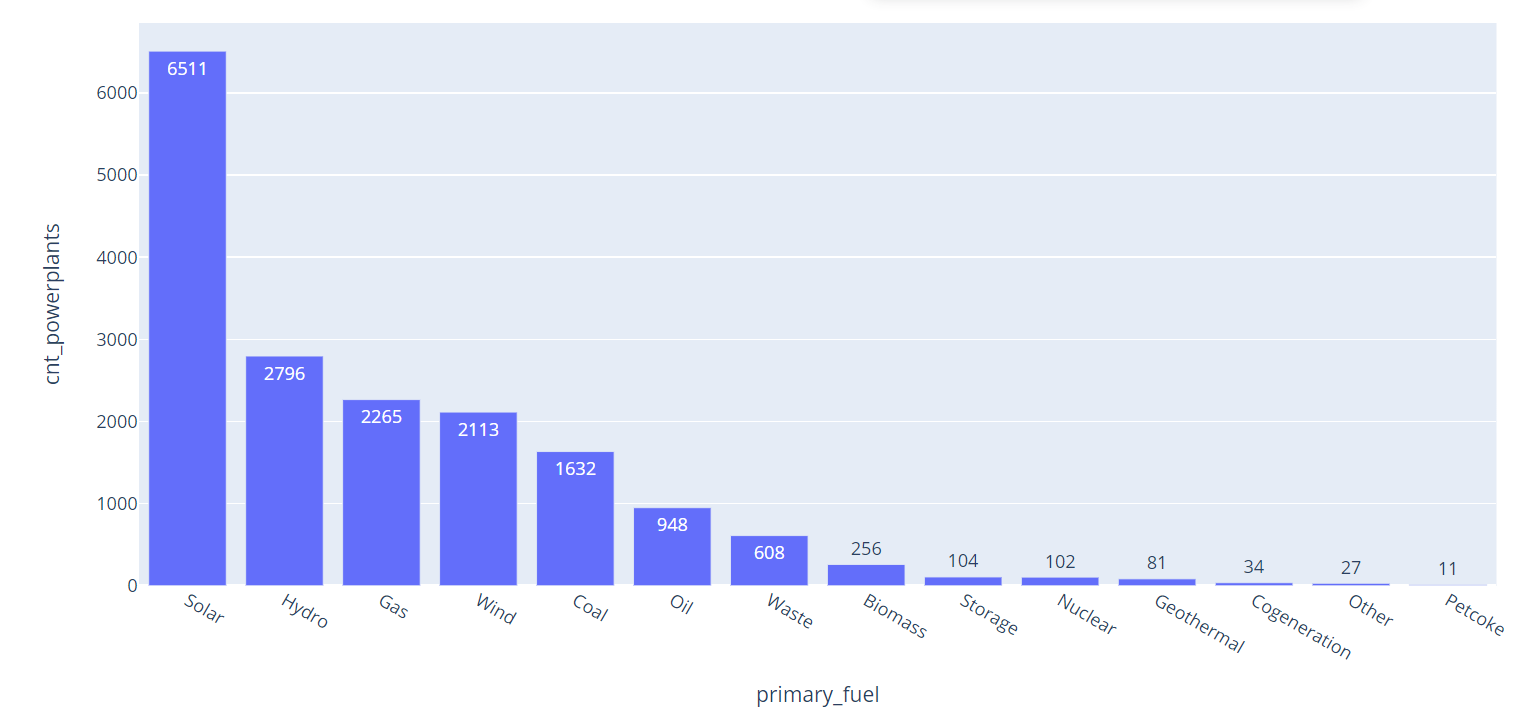 cnt_powerplants
6000
5000
4000
3000
2000
1000
0
6511
2796
2265
2113
1632
948
608
256
104
102
81
34
27
11
Solar
Hydro
Gas
Wind
Coal
Oil
Waste
Biomass
Storage
Nuclear
Geothermal
Cogeneration
Other
Petcoke
primary_fuel